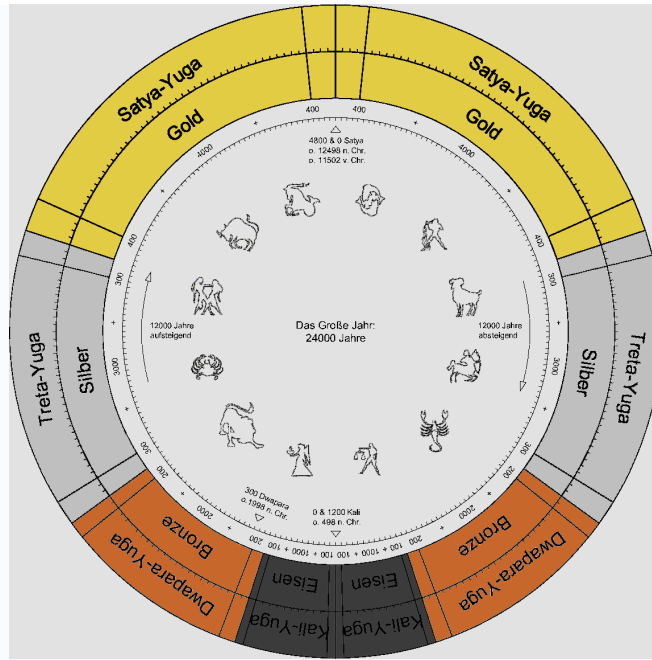 Satya-Yuga
Satya-Yuga
Gold
Gold
400
400
4000
4000
4800 & 0 Satya
o. 12498 n. Chr.
o. 11502 v. Chr.
400
400
300
300
Treta-Yuga
Silber
12000 Jahre
aufsteigend
Das Große Jahr:
24000 Jahre
12000 Jahre
absteigend
Silber
Treta-Yuga
3000
3000
300
300
200
200
2000
2000
300 Dwapara
o.1998 n. Chr.
0 & 1200 Kali
o. 498 n. Chr.
Bronze
Bronze
Dwapara-Yuga
Dwapara-Yuga
200
100
1000
100
100
1000
100
200
Eisen
Eisen
Kali-Yuga
Kali-Yuga